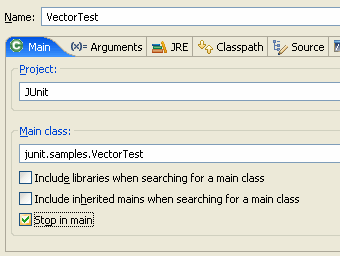 Name: VectorTest
Main (x)= Arguments JRE Classpath Source
Project:
JUnit
Main class:
junit.samples.VectorTest
Include libraries when searching for a main class
Include inherited mains when searching for a main class
Stop in main